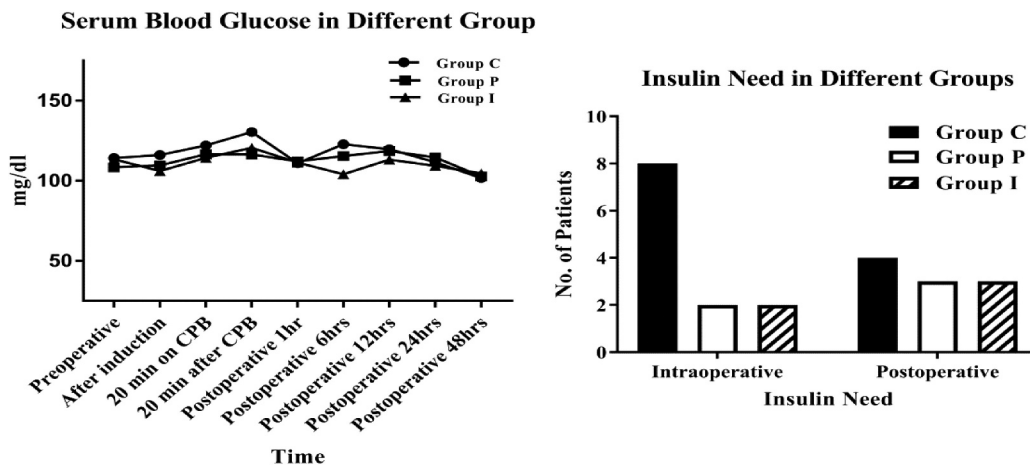 Serum Blood Glucose in Different Group
Group C
Group P
Group I
150
100
50
mg/dl
Preoperative
After induction
20 min on CPB
20 min after CPB
Postoperative 1hr
Postoperative 6hrs
Postoperative 12hrs
Postoperative 24hrs
Postoperative 48hrs
Time
Insulin Need in Different Groups
10
8
6
4
2
0
No. of Patients
Group C
Group P
Group I
Intraoperative
Postoperative
Insulin Need